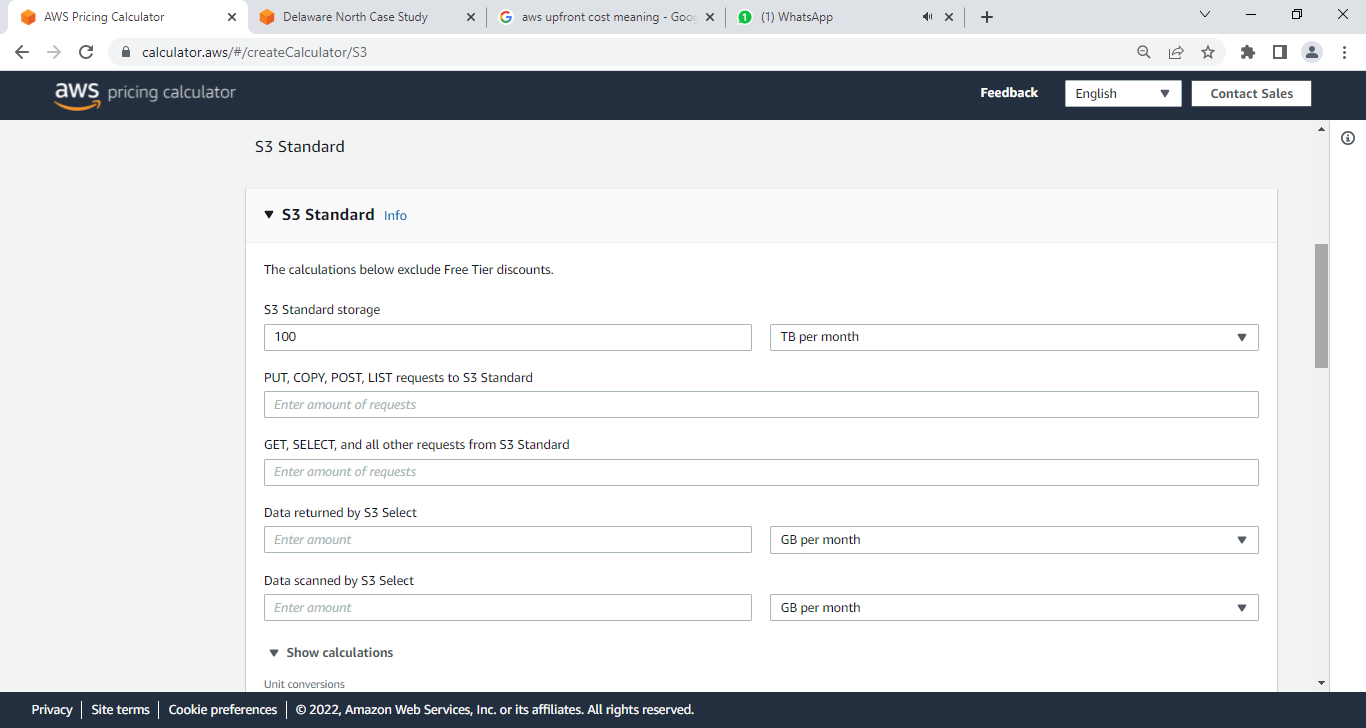 AWS Pricing Calculator
Delaware North Case Study
aws upfront cost meaning - Goog
(1) WhatsApp
calculator.aws/#/createCalculator/S3
aws pricing calculator
Feedback
English
Contact Sales
S3 Standard
S3 Standard Info
The calculations below exclude Free Tier discounts.
S3 Standard storage
100
TB per month
PUT, COPY, POST, LIST requests to S3 Standard
Enter amount of requests
GET, SELECT, and all other requests from S3 Standard
Enter amount of requests
Data returned by S3 Select
Enter amount
GB per month
Data scanned by S3 Select
Enter amount
GB per month
Show calculations
Unit conversions
Privacy | Site terms | Cookie preferences | © 2022, Amazon Web Services, Inc. or its affiliates. All rights reserved.